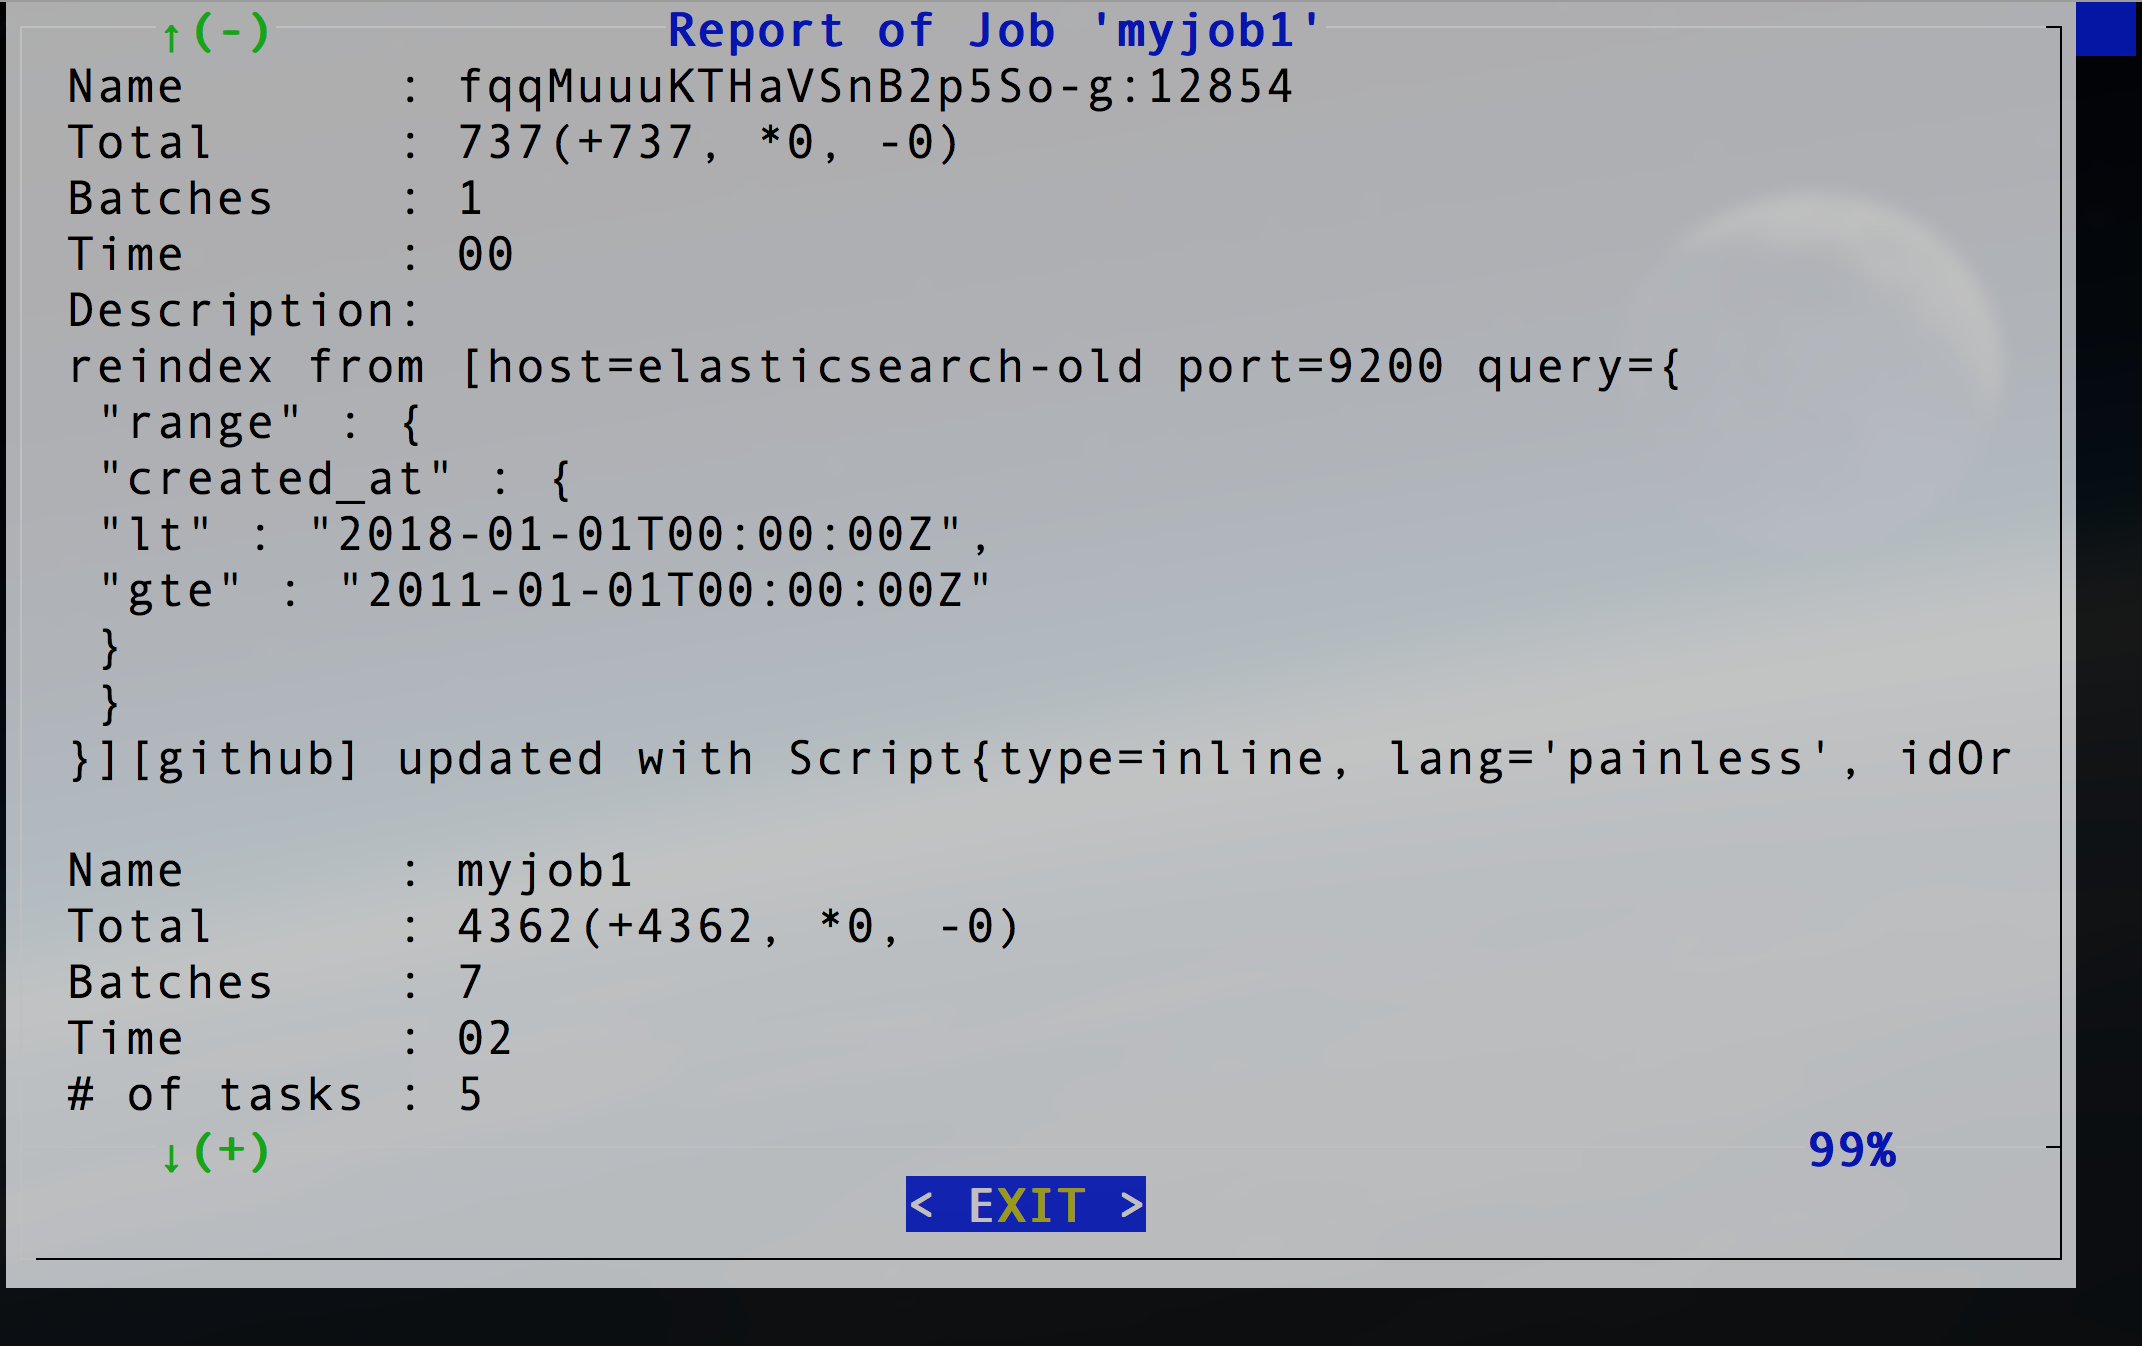 ↑(-) Report of Job 'myjob1'
Name : fqqMuuuKTHaVSnB2p5So-g:12854
Total : 737(+737, *0, -0)
Batches : 1
Time : 00
Description:
reindex from [host=elasticsearch-old port=9200 query={
"range" : {
"created_at" : {
"lt" : "2018-01-01T00:00:00Z",
"gte" : "2011-01-01T00:00:00Z"
}
}
}][github] updated with Script{type=inline, lang='painless', idOr
Name : myjob1
Total : 4362(+4362, *0, -0)
Batches : 7
Time : 02
# of tasks : 5
↓(+) 99%
< EXIT >